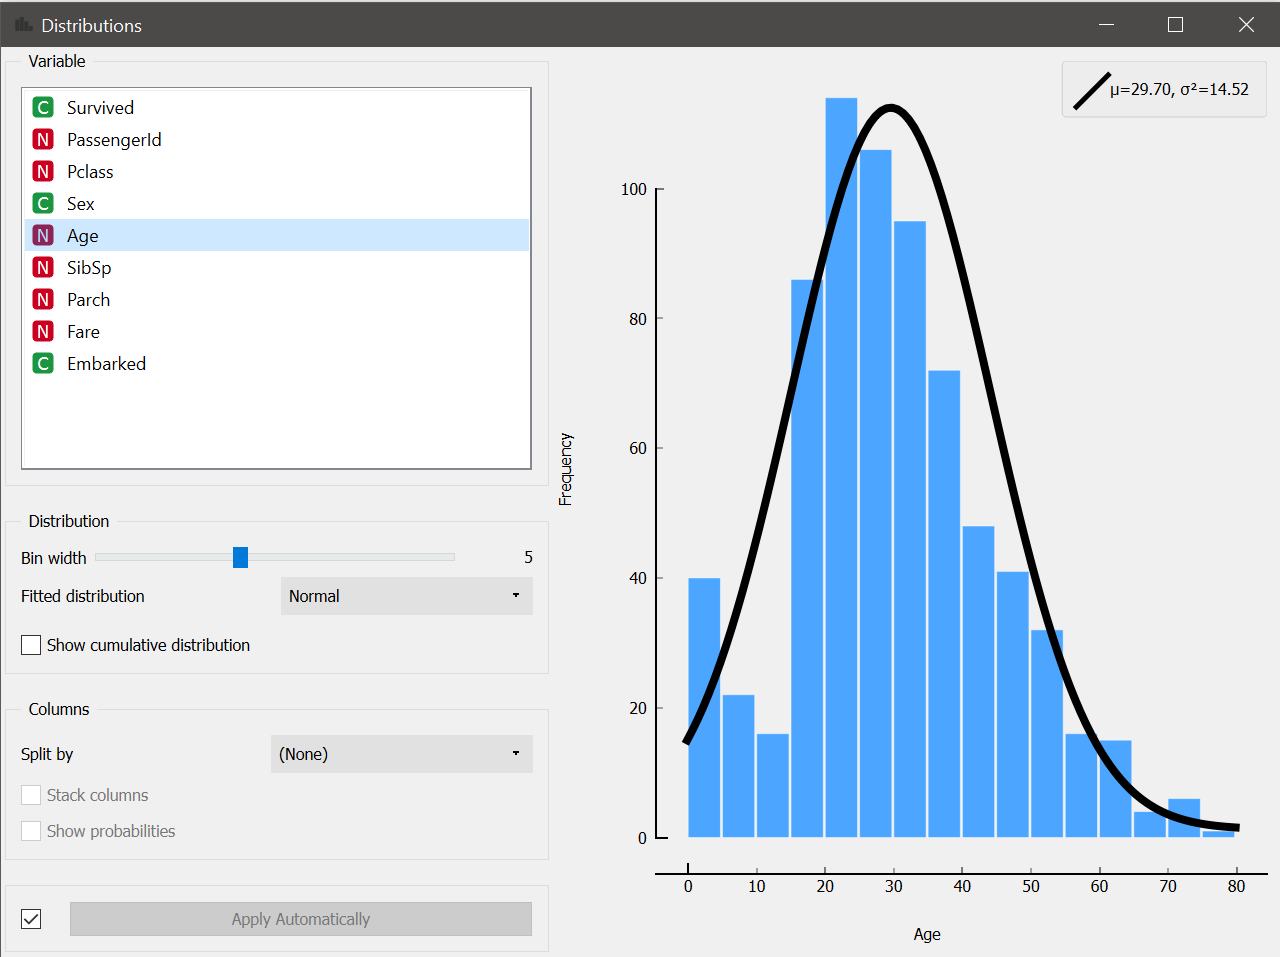 Distributions
Variable
C Survived
N PassengerId
N Pclass
C Sex
N Age
N SibSp
N Parch
N Fare
C Embarked
Distribution
Bin width 5
Fitted distribution Normal
Show cumulative distribution
Columns
Split by (None)
Stack columns
Show probabilities
Apply Automatically
μ=29.70, σ²=14.52
Frequency
100
80
60
40
20
0
0 10 20 30 40 50 60 70 80
Age